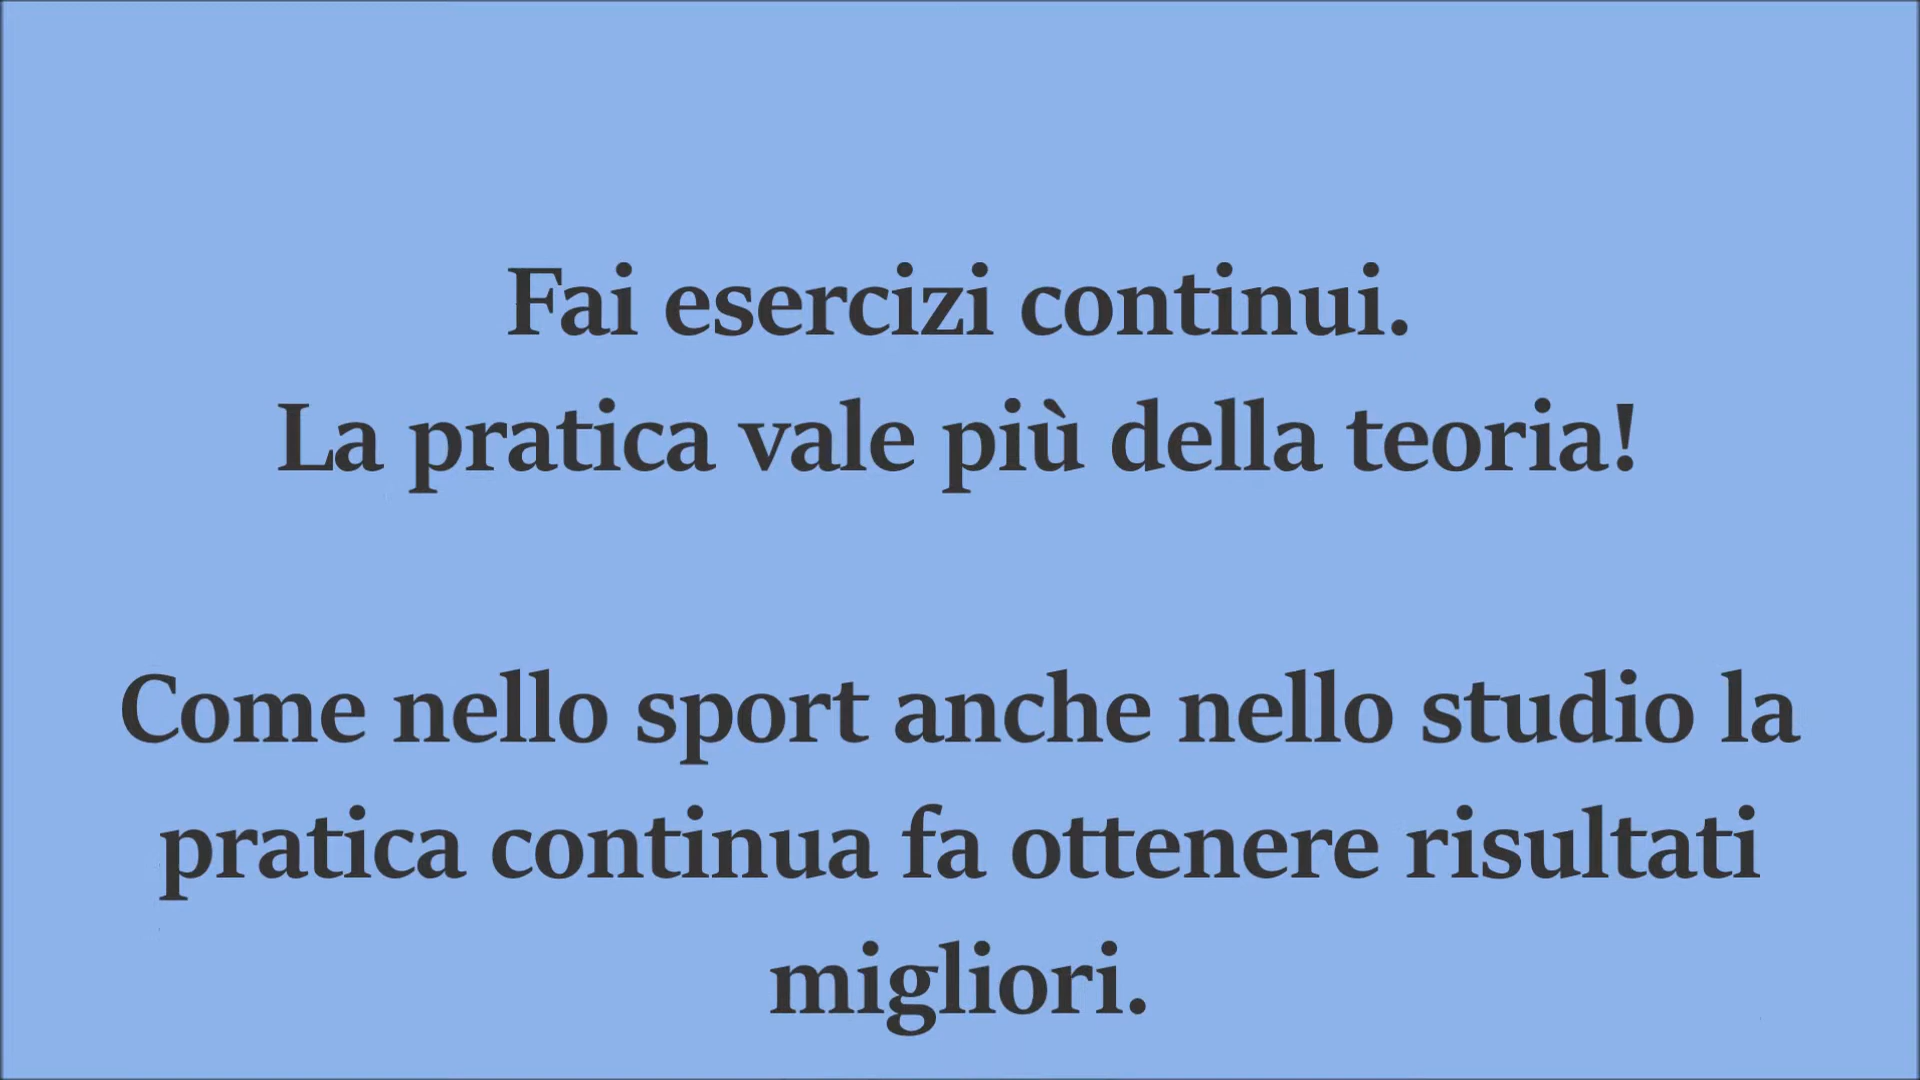 Fai esercizi continui.
La pratica vale più della teoria!
Come nello sport anche nello studio la
pratica continua fa ottenere risultati
migliori.